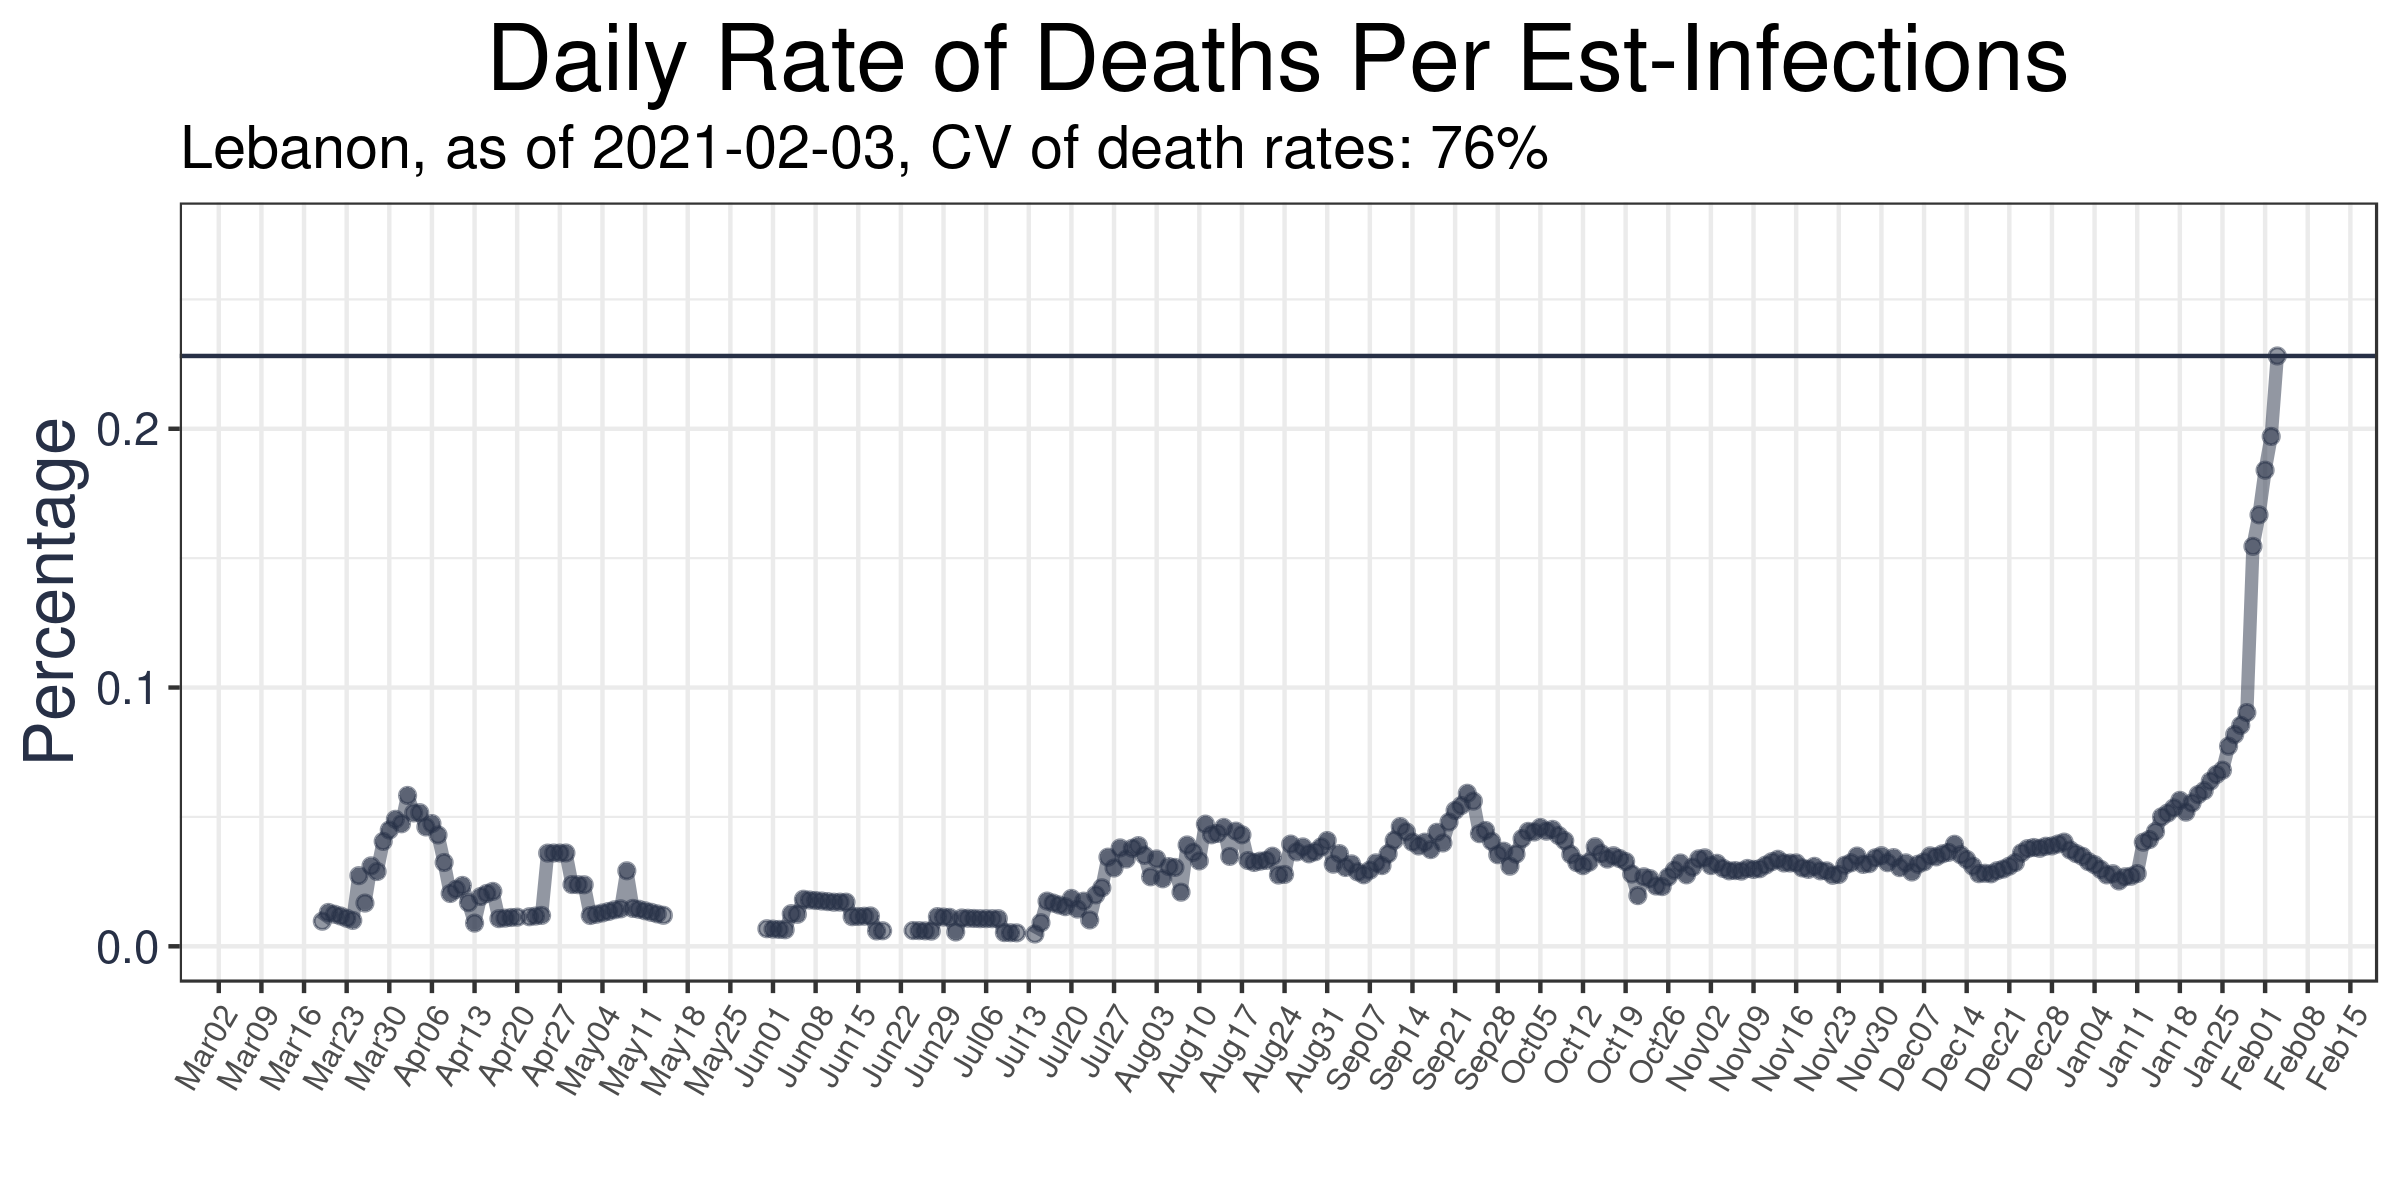 Daily Rate of Deaths Per Est-Infections
Lebanon, as of 2021-02-03, CV of death rates: 76%
Percentage
0.2
0.1
0.0
Mar02
Mar09
Mar16
Mar23
Mar30
Apr06
Apr13
Apr20
Apr27
May04
May11
May18
May25
Jun01
Jun08
Jun15
Jun22
Jun29
Jul06
Jul13
Jul20
Jul27
Aug03
Aug10
Aug17
Aug24
Aug31
Sep07
Sep14
Sep21
Sep28
Oct05
Oct12
Oct19
Oct26
Nov02
Nov09
Nov16
Nov23
Nov30
Dec07
Dec14
Dec21
Dec28
Jan04
Jan11
Jan18
Jan25
Feb01
Feb08
Feb15